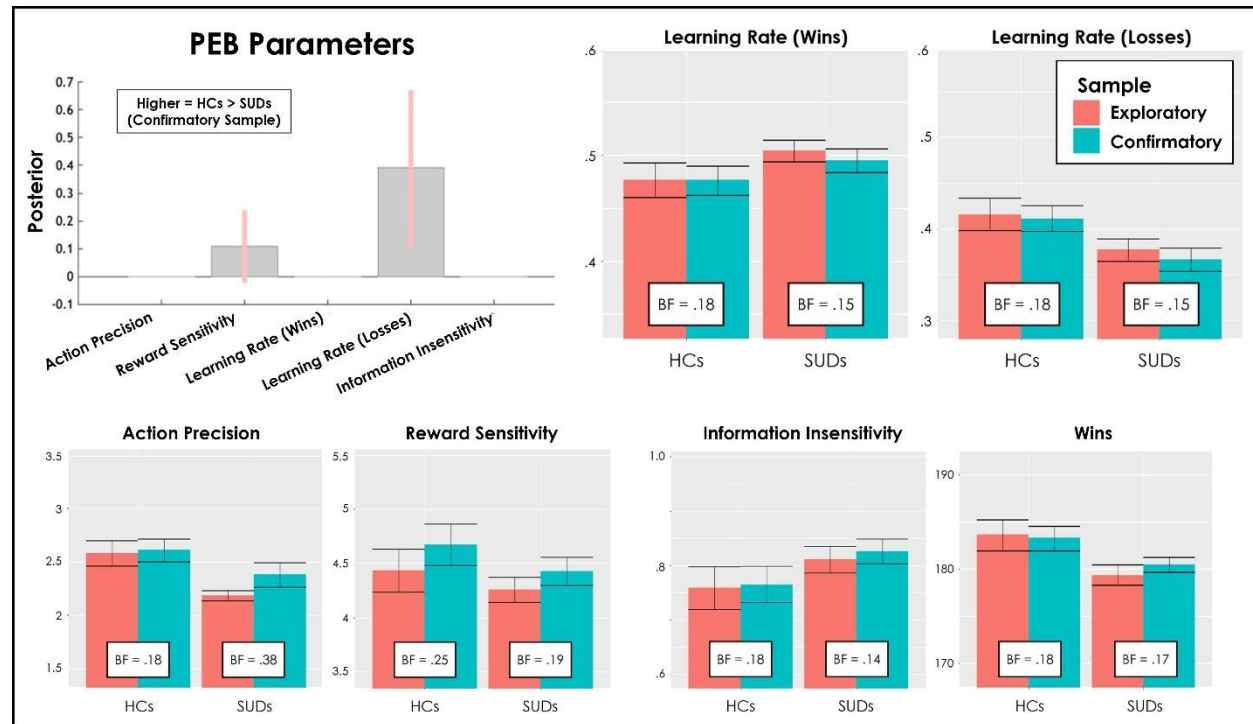 PEB Parameters
0.7
0.6
0.5
0.4
0.3
0.2
0.1
0
-0.1
Posterior
Higher = HCs > SUDs
(Confirmatory Sample)
Action Precision
Reward Sensitivity
Learning Rate (Wins)
Learning Rate (Losses)
Information Insensitivity
Learning Rate (Wins)
.6
.5
.4
BF = .18
BF = .15
HCs
SUDs
Learning Rate (Losses)
.6
.5
.4
.3
Sample
Exploratory
Confirmatory
BF = .18
BF = .15
HCs
SUDs
Action Precision
3.5
3
2.5
2
1.5
BF = .18
BF = .38
HCs
SUDs
Reward Sensitivity
5.5
5
4.5
4
3.5
BF = .25
BF = .19
HCs
SUDs
Information Insensitivity
1.0
.8
.6
BF = .18
BF = .14
HCs
SUDs
Wins
190
180
170
BF = .18
BF = .17
HCs
SUDs